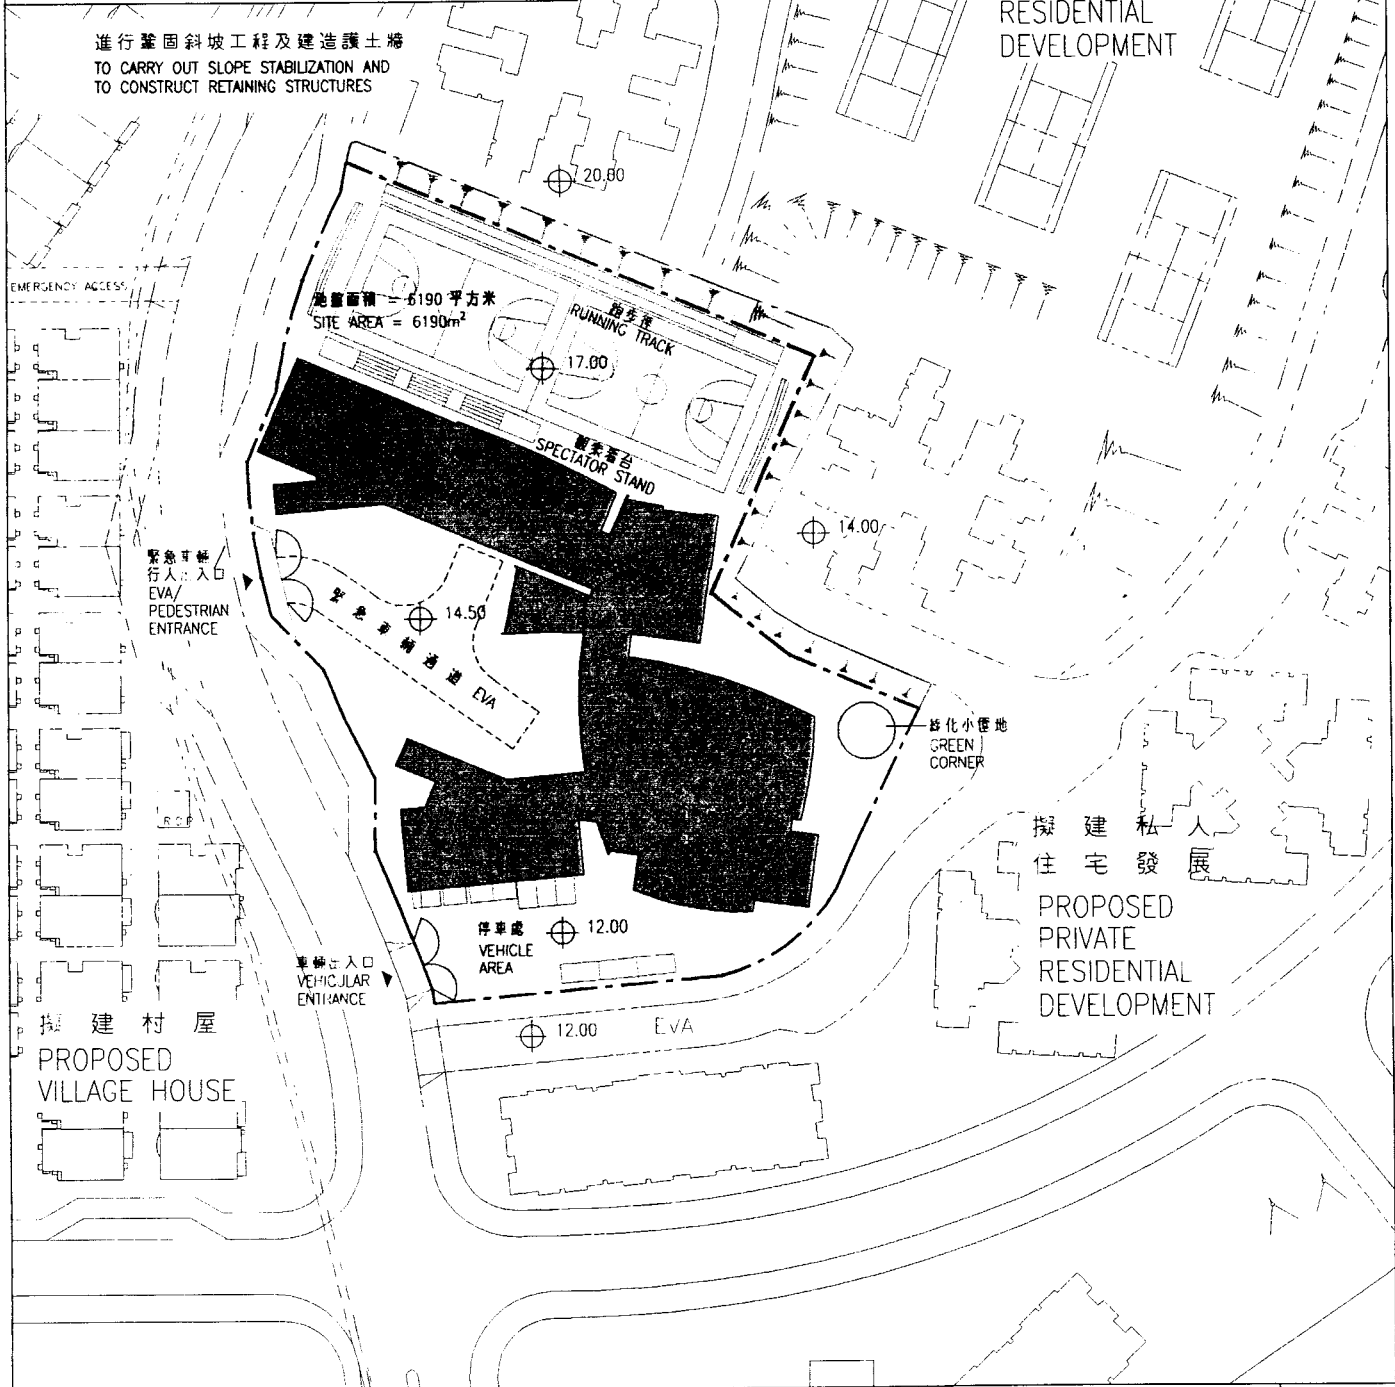 進行鞏固斜坡工程及建造護土牆
TO CARRY OUT SLOPE STABILIZATION AND
TO CONSTRUCT RETAINING STRUCTURES
RESIDENTIAL
DEVELOPMENT
20.80
EMERGENCY ACCESS
地盤面積 = 6190 平方米
SITE AREA = 6190m²
跑步徑
RUNNING TRACK
17.00
觀眾看台
SPECTATOR STAND
14.00
緊急車輛
行人出入口
EVA/
PEDESTRIAN
ENTRANCE
14.50
緊急車輛通道 EVA
綠化小園地
GREEN
CORNER
R C P
擬建私人
住宅發展
PROPOSED
PRIVATE
RESIDENTIAL
DEVELOPMENT
停車處
VEHICLE
AREA
12.00
車輛出入口
VEHICULAR
ENTRANCE
12.00
EVA
擬建村屋
PROPOSED
VILLAGE HOUSE